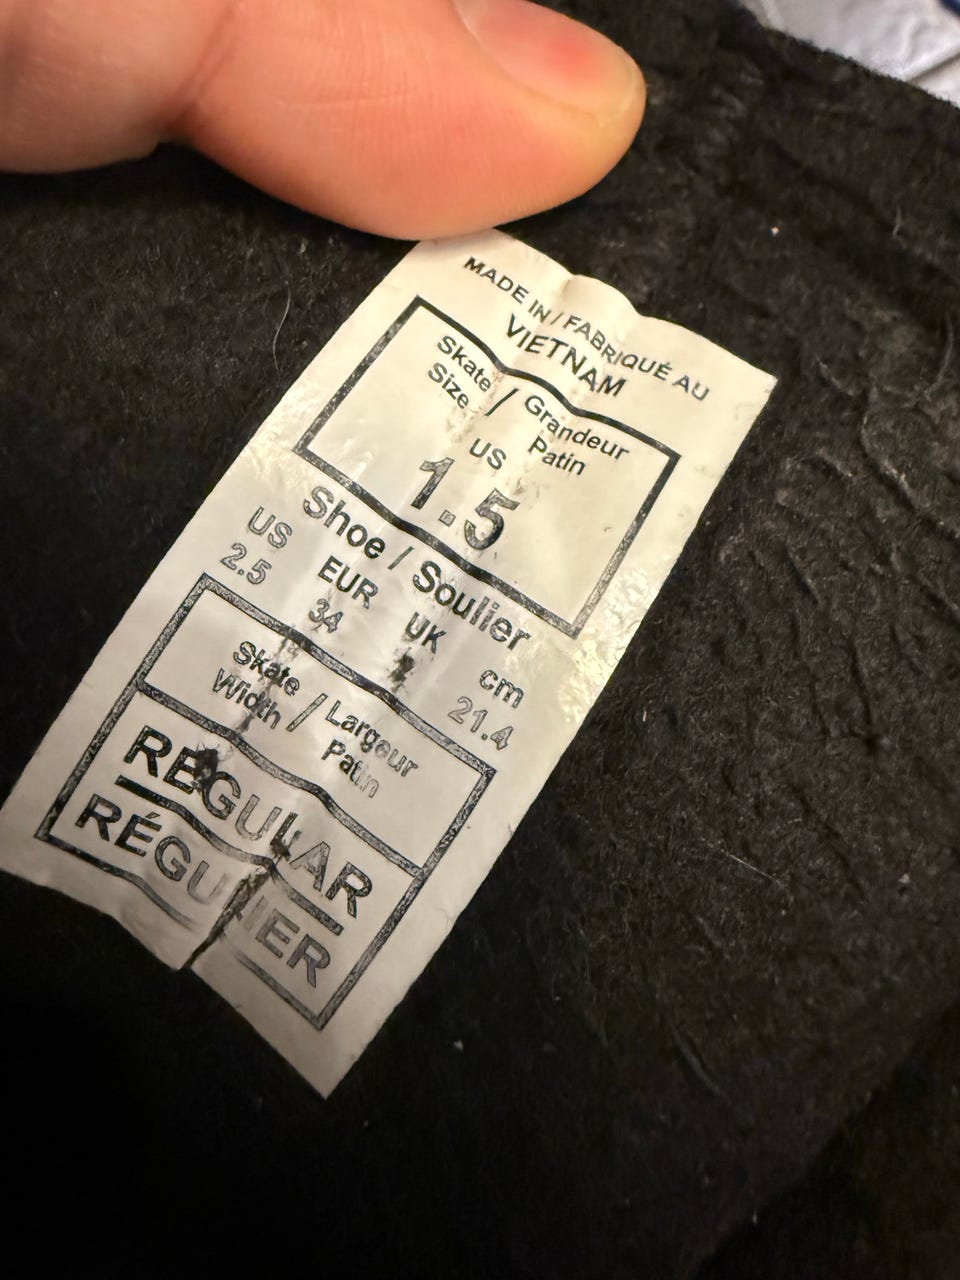 MADE IN / FABRIQUÉ AU
VIETNAM
Skate Size / Grandeur Patin
US
1.5
Shoe / Soulier
US EUR UK cm
2.5 34 21.4
Skate Width / Largeur Patin
REGULAR
RÉGULIER